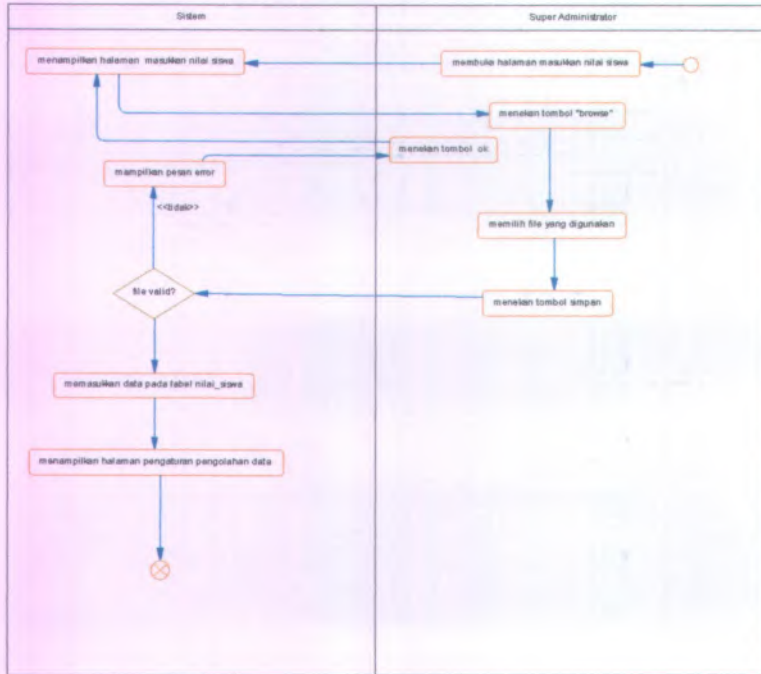 Sistem
Super Administrator
menampilkan halaman masukkan nilai siswa
membuka halaman masukkan nilai siswa
menekan tombol "browse"
menekan tombol ok
mampilkan pesan error
<<tidak>>
memilih file yang digunakan
file valid?
menekan tombol simpan
memasukkan data pada tabel nilai_siswa
menampilkan halaman pengaturan pengolahan data